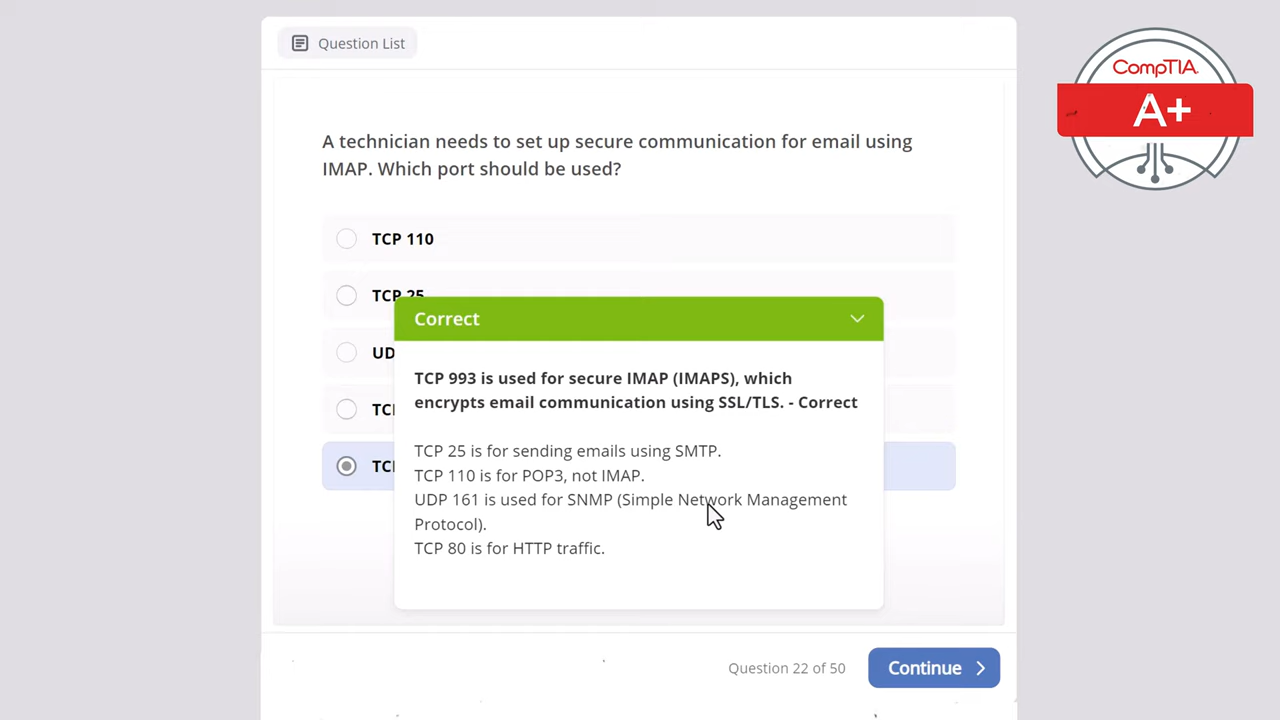 Question List
CompTIA
A+
A technician needs to set up secure communication for email using
IMAP. Which port should be used?
TCP 110
TCP 25
UD
TC
TC
Correct
TCP 993 is used for secure IMAP (IMAPS), which
encrypts email communication using SSL/TLS. - Correct
TCP 25 is for sending emails using SMTP.
TCP 110 is for POP3, not IMAP.
UDP 161 is used for SNMP (Simple Network Management
Protocol).
TCP 80 is for HTTP traffic.
Question 22 of 50
Continue